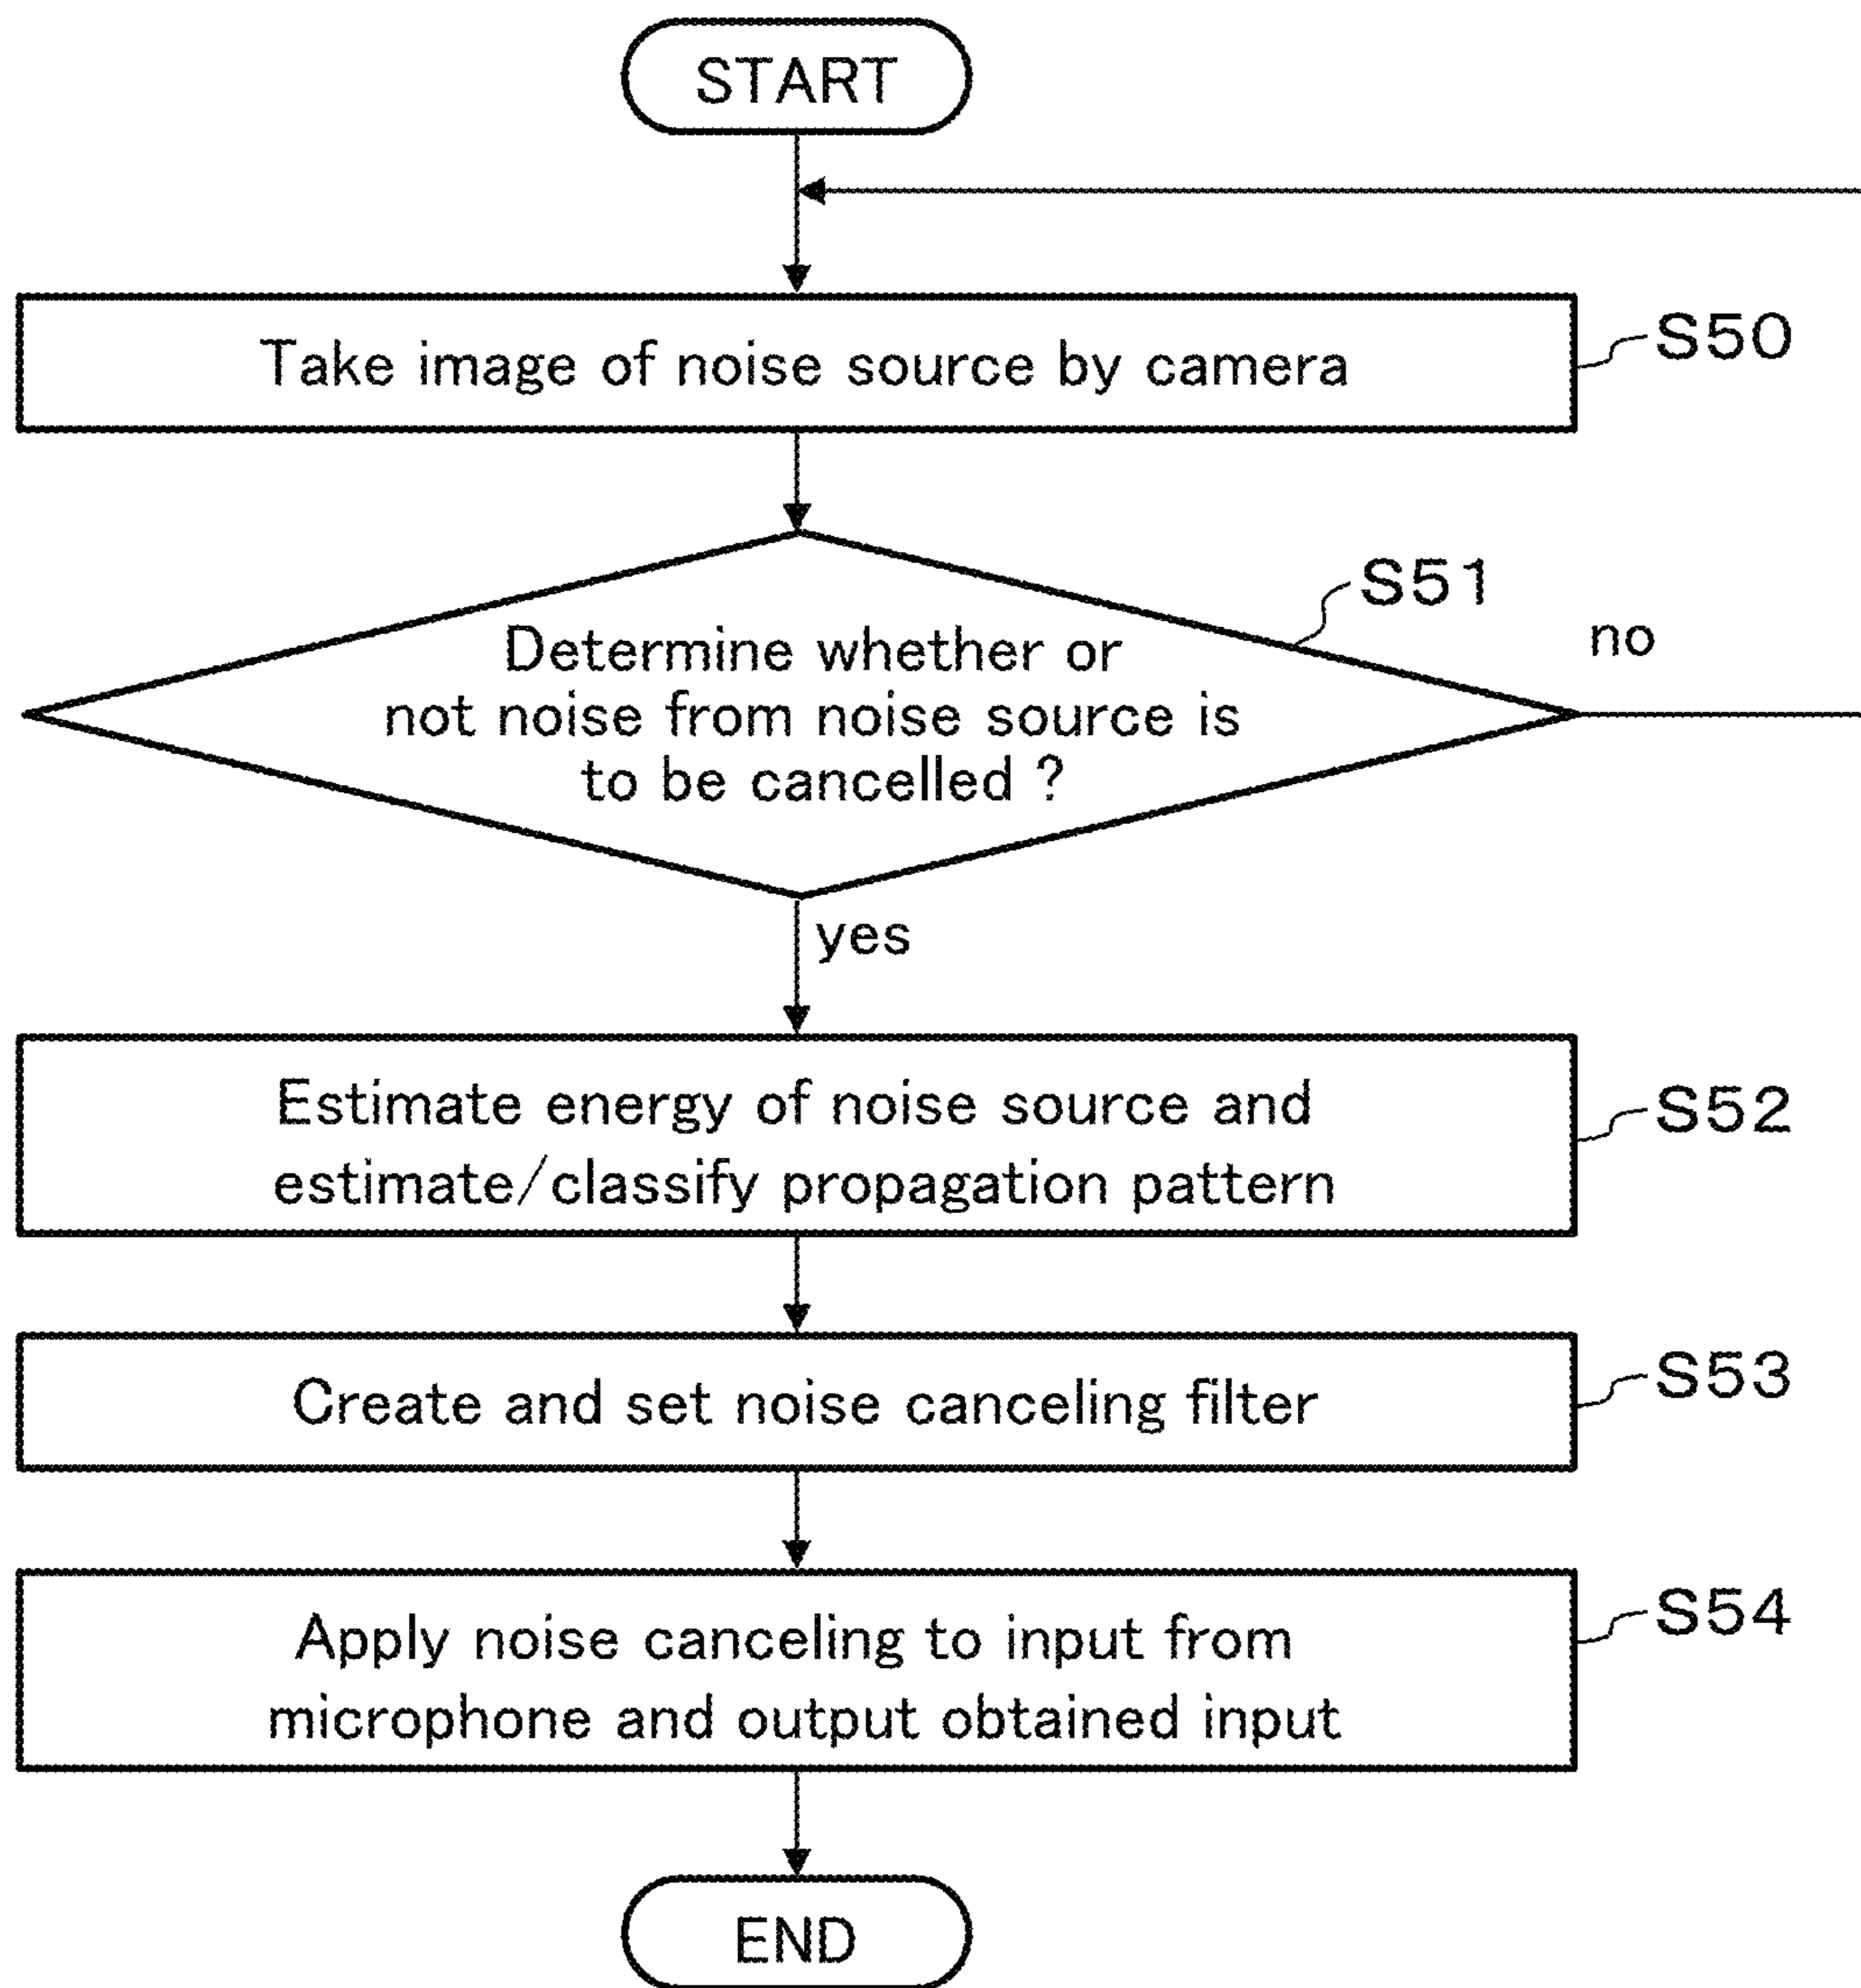 START
Take image of noise source by camera
S50
S51
Determine whether or
not noise from noise source is
to be cancelled ?
no
yes
Estimate energy of noise source and
estimate/classify propagation pattern
S52
Create and set noise canceling filter
S53
Apply noise canceling to input from
microphone and output obtained input
S54
END